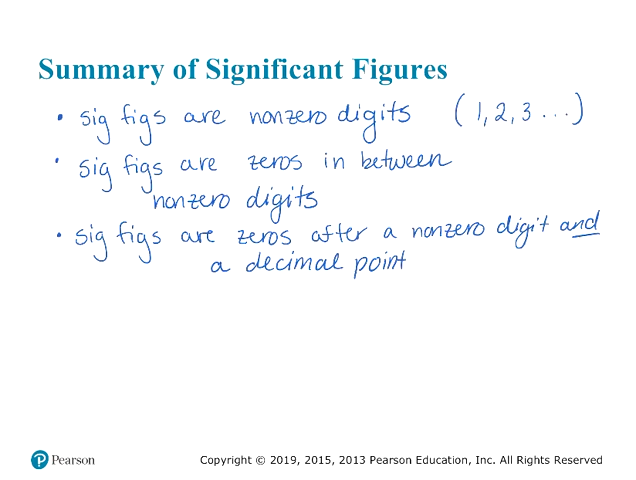 Summary of Significant Figures
• sig figs are nonzero digits (1, 2, 3 ...)
• sig figs are zeros in between
nonzero digits
• sig figs are zeros after a nonzero digit and
a decimal point
Pearson
Copyright © 2019, 2015, 2013 Pearson Education, Inc. All Rights Reserved